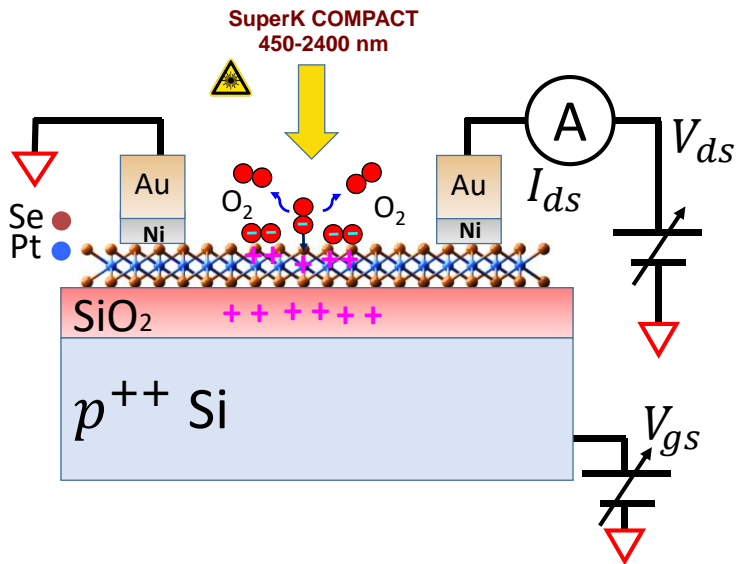 SuperK COMPACT
450-2400 nm
A
V_ds
I_ds
Au
Au
O₂
O₂
Se
Pt
Ni
Ni
− − − − −
+ + + + +
SiO₂
+ + + + + +
p⁺⁺ Si
V_gs